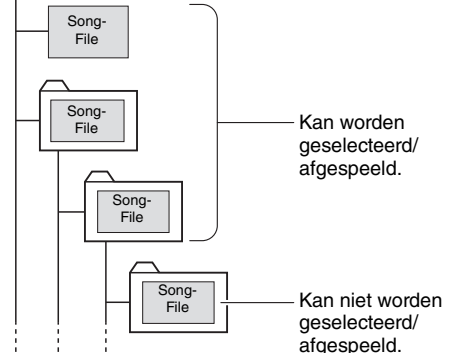 Song-
File
Song-
File
Kan worden
geselecteerd/
afgespeeld.
Song-
File
Song-
File
Kan niet worden
geselecteerd/
afgespeeld.